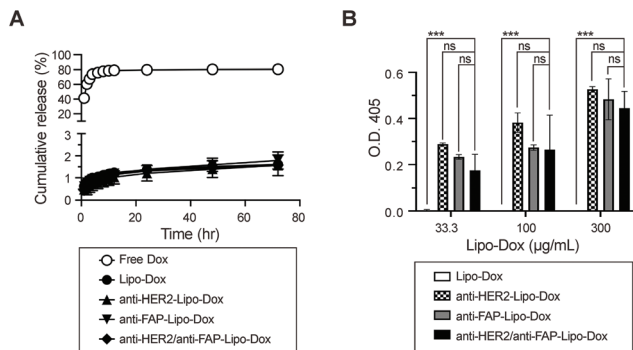 A
Cumulative release (%)
100
80
60
40
3
2
1
0
0
20
40
60
80
Time (hr)
Free Dox
Lipo-Dox
anti-HER2-Lipo-Dox
anti-FAP-Lipo-Dox
anti-HER2/anti-FAP-Lipo-Dox
B
***
ns
ns
***
ns
ns
***
ns
ns
O.D. 405
0.6
0.4
0.2
0.0
33.3
100
300
Lipo-Dox (µg/mL)
Lipo-Dox
anti-HER2-Lipo-Dox
anti-FAP-Lipo-Dox
anti-HER2/anti-FAP-Lipo-Dox